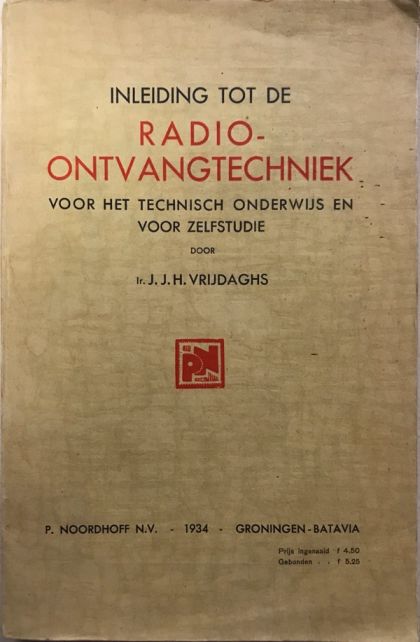 INLEIDING TOT DE
RADIO-
ONTVANGTECHNIEK
VOOR HET TECHNISCH ONDERWIJS EN
VOOR ZELFSTUDIE
DOOR
Ir. J. J. H. VRIJDAGHS
PN
P. NOORDHOFF N.V. - 1934 - GRONINGEN-BATAVIA
Prijs ingenaaid f 4.50
Gebonden . . f 5.25